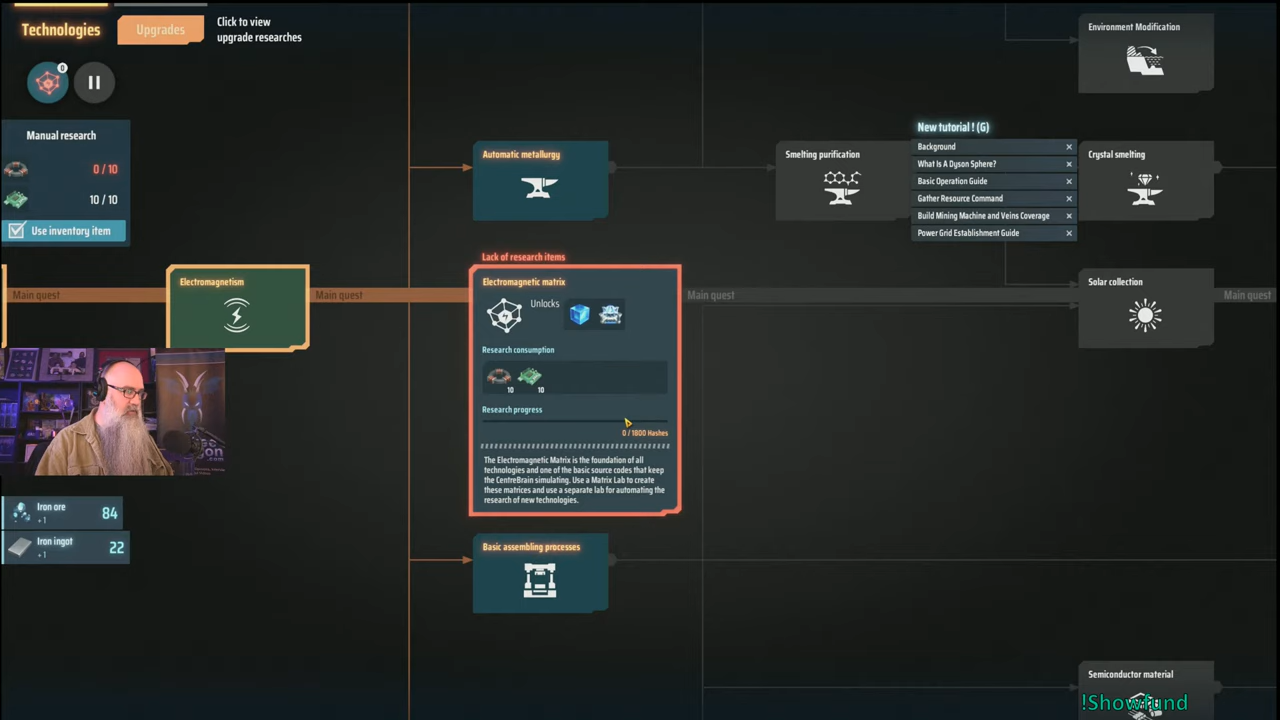 Technologies
Upgrades
Click to view
upgrade researches
0
Manual research
0 / 10
10 / 10
Use inventory item
Environment Modification
New tutorial ! (G)
Background
What Is A Dyson Sphere?
Basic Operation Guide
Gather Resource Command
Build Mining Machine and Veins Coverage
Power Grid Establishment Guide
Automatic metallurgy
Smelting purification
Crystal smelting
Lack of research items
Main quest
Electromagnetism
Main quest
Electromagnetic matrix
Unlocks
Research consumption
10
10
Research progress
0 / 1800 Hashes
The Electromagnetic Matrix is the foundation of all
technologies and one of the basic source codes that keep
the CentreBrain simulating. Use a Matrix Lab to create
these matrices and use a separate lab for automating the
research of new technologies.
Main quest
Solar collection
Main quest
Iron ore
+1
84
Iron ingot
+1
22
Basic assembling processes
Semiconductor material
!Showfund